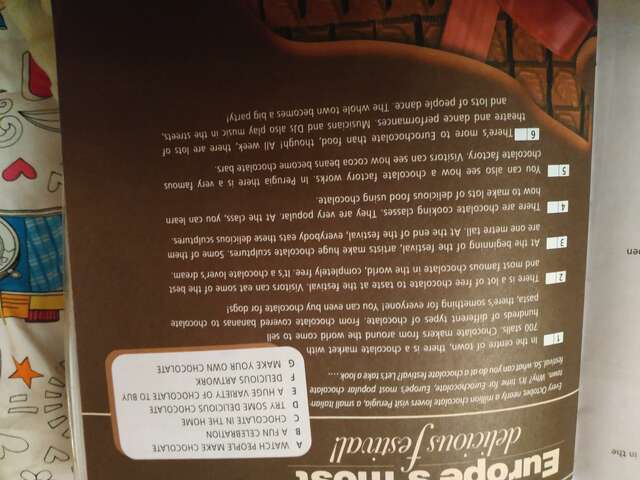 Europe's most
delicious festival!
Every October, nearly a million chocolate lovers visit Perugia, a small Italian
town. Why? It's time for Eurochocolate, Europe's most popular chocolate
festival. So, what can you do at a chocolate festival? Let's take a look ...
A WATCH PEOPLE MAKE CHOCOLATE
B A FUN CELEBRATION
C CHOCOLATE IN THE HOME
D TRY SOME DELICIOUS CHOCOLATE
E A HUGE VARIETY OF CHOCOLATE TO BUY
F DELICIOUS ARTWORK
G MAKE YOUR OWN CHOCOLATE
1 In the centre of town, there is a chocolate market with
700 stalls. Chocolate makers from around the world come to sell
hundred of different types of chocolate. From chocolate covered bananas to chocolate
pasta, there's something for everyone! You can even buy chocolate for dogs!
2 There is a lot of free chocolate to taste at the festival. Visitors can eat some of the best
and most famous chocolate in the world, completely free. It's a chocolate lover's dream.
3 At the beginning of the festival, artists make huge chocolate sculptures. Some of them
are one metre tall. At the end of the festival, everybody eats these delicious sculptures.
4 There are chocolate cooking classes. They are very popular. At the class, you can learn
how to make lots of delicious food using chocolate.
5 You can also see how a chocolate factory works. In Perugia there is a very famous
chocolate factory. Visitors can see how cocoa beans become chocolate bars.
6 There's more to Eurochocolate than food, though! All week, there are lots of
theatre and dance performances. Musicians and DJs also play music in the streets,
and lots of people dance. The whole town becomes a big party!
in the